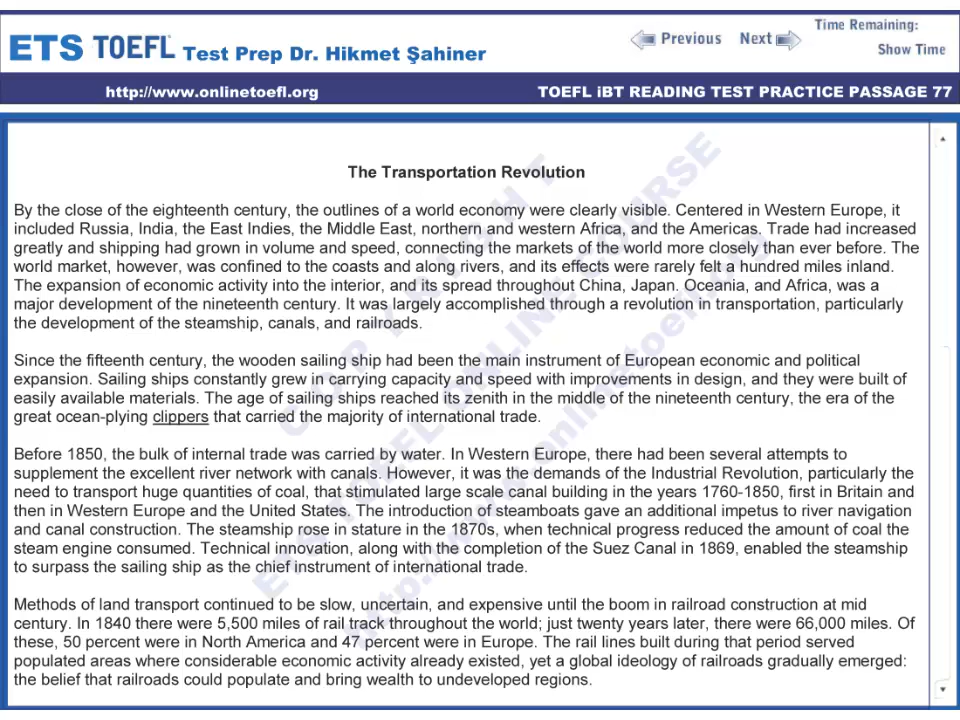 ETS TOEFL Test Prep Dr. Hikmet Şahiner
Previous Next
Time Remaining:
Show Time
http://www.onlinetoefl.org
TOEFL iBT READING TEST PRACTICE PASSAGE 77
The Transportation Revolution
By the close of the eighteenth century, the outlines of a world economy were clearly visible. Centered in Western Europe, it
included Russia, India, the East Indies, the Middle East, northern and western Africa, and the Americas. Trade had increased
greatly and shipping had grown in volume and speed, connecting the markets of the world more closely than ever before. The
world market, however, was confined to the coasts and along rivers, and its effects were rarely felt a hundred miles inland.
The expansion of economic activity into the interior, and its spread throughout China, Japan. Oceania, and Africa, was a
major development of the nineteenth century. It was largely accomplished through a revolution in transportation, particularly
the development of the steamship, canals, and railroads.
Since the fifteenth century, the wooden sailing ship had been the main instrument of European economic and political
expansion. Sailing ships constantly grew in carrying capacity and speed with improvements in design, and they were built of
easily available materials. The age of sailing ships reached its zenith in the middle of the nineteenth century, the era of the
great ocean-plying clippers that carried the majority of international trade.
Before 1850, the bulk of internal trade was carried by water. In Western Europe, there had been several attempts to
supplement the excellent river network with canals. However, it was the demands of the Industrial Revolution, particularly the
need to transport huge quantities of coal, that stimulated large scale canal building in the years 1760-1850, first in Britain and
then in Western Europe and the United States. The introduction of steamboats gave an additional impetus to river navigation
and canal construction. The steamship rose in stature in the 1870s, when technical progress reduced the amount of coal the
steam engine consumed. Technical innovation, along with the completion of the Suez Canal in 1869, enabled the steamship
to surpass the sailing ship as the chief instrument of international trade.
Methods of land transport continued to be slow, uncertain, and expensive until the boom in railroad construction at mid
century. In 1840 there were 5,500 miles of rail track throughout the world; just twenty years later, there were 66,000 miles. Of
these, 50 percent were in North America and 47 percent were in Europe. The rail lines built during that period served
populated areas where considerable economic activity already existed, yet a global ideology of railroads gradually emerged:
the belief that railroads could populate and bring wealth to undeveloped regions.
COPYRIGHT
ETS TOEFL ONLINE COURSE
http://www.onlinetoefl.org